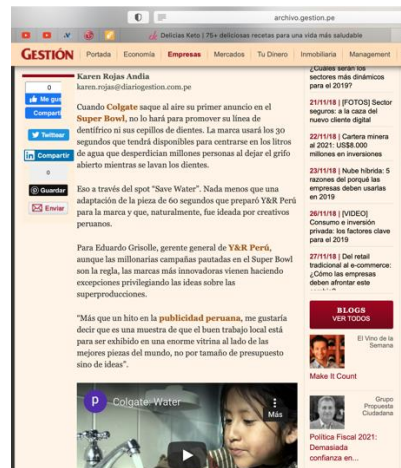 archivo.gestion.pe
Delicias Keto | 75+ deliciosas recetas para una vida más saludable
GESTIÓN
Portada
Economía
Empresas
Mercados
Tu Dinero
Inmobiliaria
Management
0
Me gus
Comparti
Twittear
Compartir
0
Guardar
Enviar
Karen Rojas Andia
karen.rojas@diariogestion.com.pe
Cuando Colgate saque al aire su primer anuncio en el
Super Bowl, no lo hará para promover su línea de
dentífrico ni sus cepillos de dientes. La marca usará los 30
segundos que tendrá disponible para centrarse en los litros
de agua que desperdician millones personas al dejar el grifo
abierto mientras se lavan los dientes.
Eso a través del spot “Save Water”. Nada menos que una
adaptación de la pieza de 60 segundos que preparó Y&R Perú
para la marca y que, naturalmente, fue ideada por creativos
peruanos.
Para Eduardo Grisolle, gerente general de Y&R Perú,
aunque las millonarias campañas pautadas en el Super Bowl
son la regla, las marcas más innovadoras vienen haciendo
excepciones privilegiando las ideas sobre las
superproducciones.
“Más que un hito en la publicidad peruana, me gustaría
decir que es una muestra de que el buen trabajo local está
para ser exhibido en una enorme vitrina al lado de las
mejores piezas del mundo, no por tamaño de presupuesto
sino de ideas”.
p
Colgate: Water
Más
¿Cuáles serán los
sectores más dinámicos
para el 2019?
21/11/18 | [FOTOS] Sector
seguros: a la caza del
nuevo cliente digital
22/11/18 | Cartera minera
al 2021: US$8.000
millones en inversiones
23/11/18 | Nube híbrida: 5
razones del porqué las
empresas deben usarlas
en 2019
26/11/18 | [VIDEO]
Consumo e inversión
privada: los factores clave
para el 2019
27/11/18 | Del retail
tradicional al e-commerce:
¿Cómo las empresas
deben afrontar este
BLOGS
VER TODOS
El Vino de la
Semana
Make It Count
Grupo
Propuesta
Ciudadana
Política Fiscal 2021:
Demasiada
confianza en...